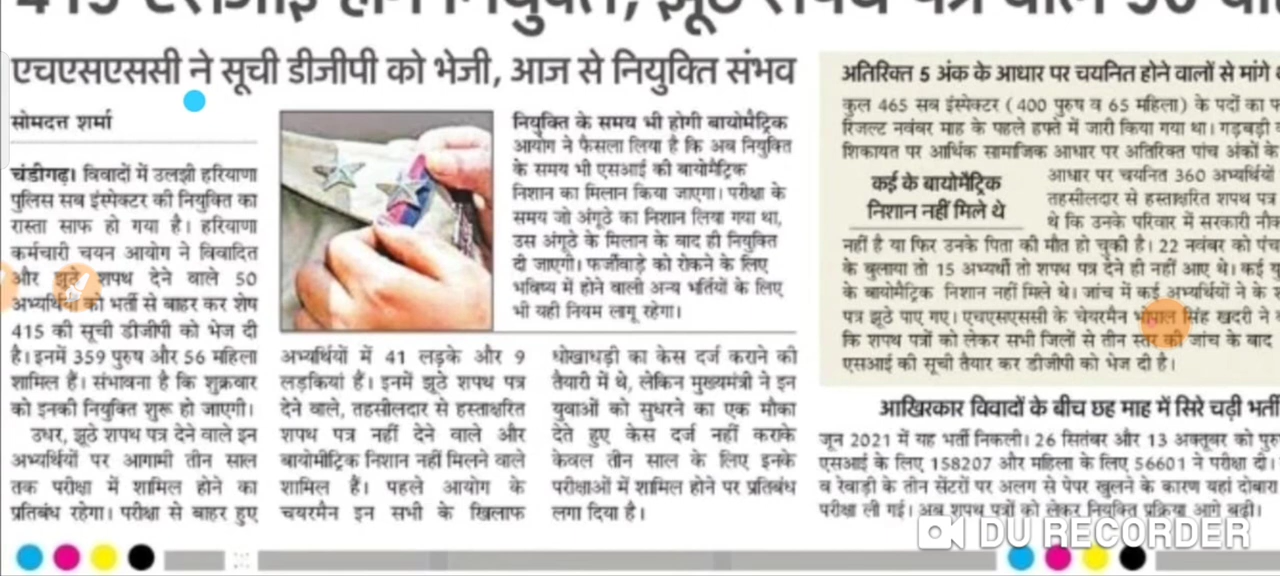 एचएसएससी ने सूची डीजीपी को भेजी, आज से नियुक्ति संभव
सोमदत्त शर्मा
चंडीगढ़। विवादों में उलझी हरियाणा
पुलिस सब इंस्पेक्टर की नियुक्ति का
रास्ता साफ हो गया है। हरियाणा
कर्मचारी चयन आयोग ने विवादित
और झूठे शपथ देने वाले 50
अभ्यर्थियों को भर्ती से बाहर कर शेष
415 की सूची डीजीपी को भेज दी
है। इनमें 359 पुरुष और 56 महिला
शामिल हैं। संभावना है कि शुक्रवार
को इनकी नियुक्ति शुरू हो जाएगी।
उधर, झूठे शपथ पत्र देने वाले इन
अभ्यर्थियों पर आगामी तीन साल
तक परीक्षा में शामिल होने का
प्रतिबंध रहेगा। परीक्षा से बाहर हुए
अभ्यर्थियों में 41 लड़के और 9
लड़कियां हैं। इनमें झूठे शपथ पत्र
देने वाले, तहसीलदार से हस्ताक्षरित
शपथ पत्र नहीं देने वाले और
बायोमीट्रिक निशान नहीं मिलने वाले
शामिल हैं। पहले आयोग के
चयरमैन इन सभी के खिलाफ
नियुक्ति के समय भी होगी बायोमैट्रिक
आयोग ने फैसला लिया है कि अब नियुक्ति
के समय भी एसआई की बायोमैट्रिक
निशान का मिलान किया जाएगा। परीक्षा के
समय जो अंगूठे का निशान लिया गया था,
उस अंगूठे के मिलान के बाद ही नियुक्ति
दी जाएगी। फर्जीवाड़े को रोकने के लिए
भविष्य में होने वाली अन्य भर्तियों के लिए
भी यही नियम लागू रहेगा।
धोखाधड़ी का केस दर्ज कराने की
तैयारी में थे, लेकिन मुख्यमंत्री ने इन
युवाओं को सुधरने का एक मौका
देते हुए केस दर्ज नहीं कराके
केवल तीन साल के लिए इनके
परीक्षाओं में शामिल होने पर प्रतिबंध
लगा दिया है।
अतिरिक्त 5 अंक के आधार पर चयनित होने वालों से मांगे
कुल 465 सब इंस्पेक्टर (400 पुरुष व 65 महिला) के पदों का
रिजल्ट नवंबर माह के पहले हफ्ते में जारी किया गया था। गड़बड़ी
शिकायत पर आर्थिक सामाजिक आधार पर अतिरिक्त पांच अंकों के
कई के बायोमैट्रिक
निशान नहीं मिले थे
आधार पर चयनित 360 अभ्यर्थियों
तहसीलदार से हस्ताक्षरित शपथ पत्र
थे कि उनके परिवार में सरकारी
नहीं है या फिर उनके पिता की मौत हो चुकी है। 22 नवंबर को
के बुलाया तो 15 अभ्यर्थी तो शपथ पत्र देने ही नहीं आए थे। कई
के बायोमैट्रिक निशान नहीं मिले थे। जांच में कई अभ्यर्थियों ने के
पत्र झूठे पाए गए। एचएसएससी के चेयरमैन भोपाल सिंह खदरी ने
कि शपथ पत्रों को लेकर सभी जिलों से तीन स्तर की जांच के बाद
एसआई की सूची तैयार कर डीजीपी को भेज दी है।
आखिरकार विवादों के बीच छह माह में सिरे चढ़ी भर्ती
जून 2021 में यह भर्ती निकली। 26 सितंबर और 13 अक्तूबर को
एसआई के लिए 158207 और महिला के लिए 56601 ने परीक्षा दी।
व रेवाड़ी के तीन सेंटरों पर अलग से पेपर खुलने के कारण यहां दोबारा
परीक्षा ली गई। अब शपथ पत्रों को लेकर नियुक्ति प्रक्रिया आगे बढ़ी।
DU RECORDER